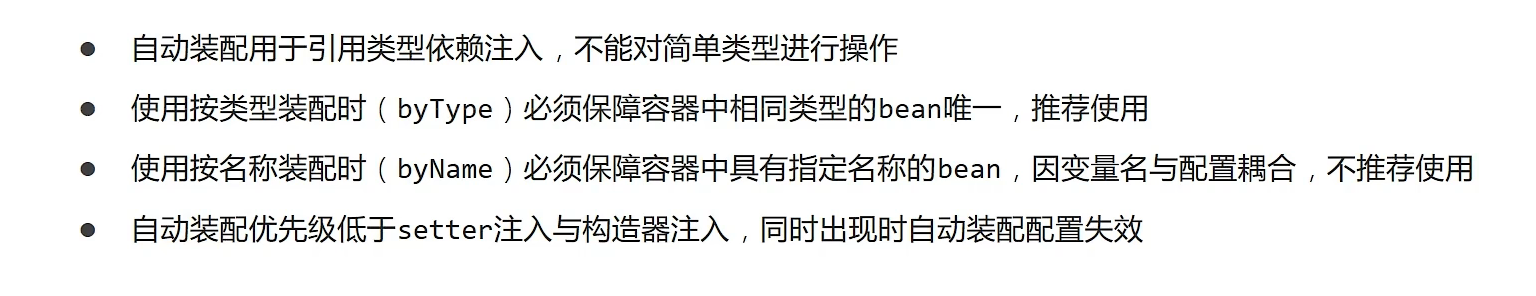 ● 自动装配用于引用类型依赖注入，不能对简单类型进行操作
● 使用按类型装配时（byType）必须保障容器中相同类型的bean唯一，推荐使用
● 使用按名称装配时（byName）必须保障容器中具有指定名称的bean，因变量名与配置耦合，不推荐使用
● 自动装配优先级低于setter注入与构造器注入，同时出现时自动装配配置失效